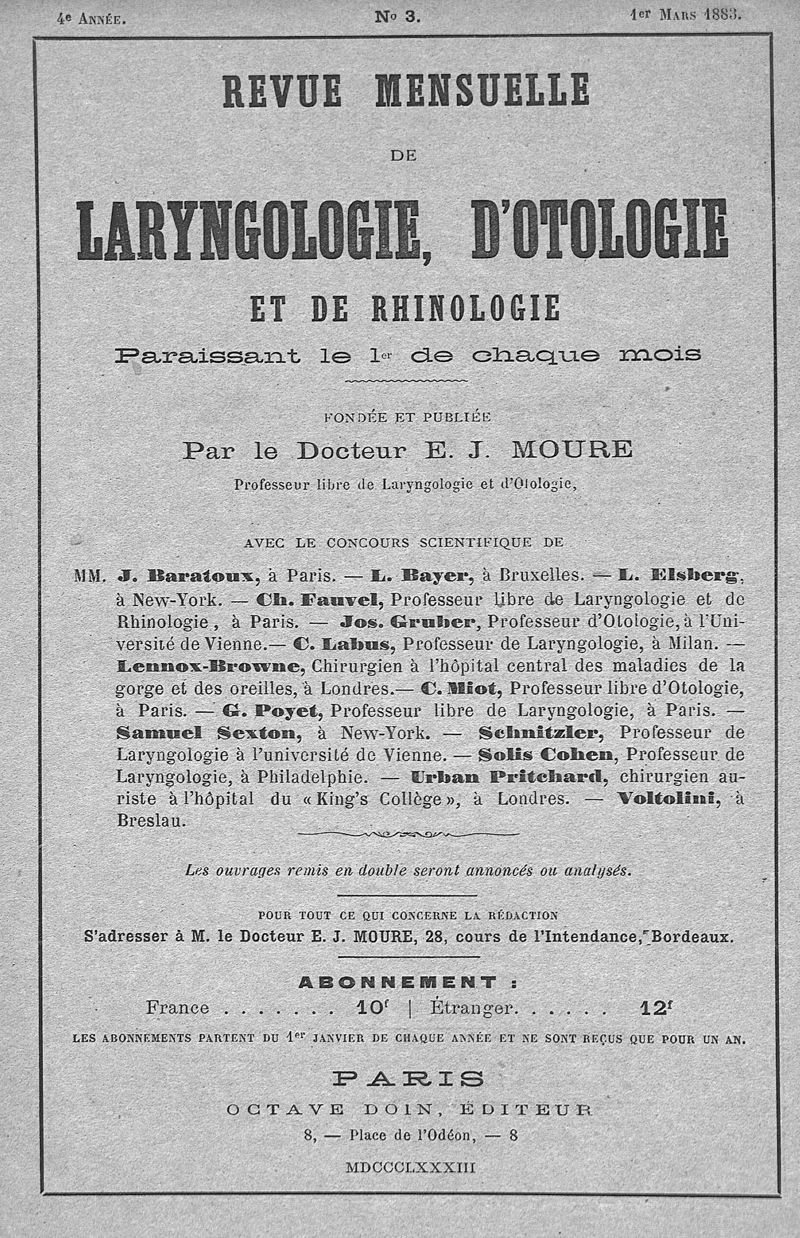 4e ANNÉE.
No 3.
1er MARS 1883.
REVUE MENSUELLE
DE
LARYNGOLOGIE, D'OTOLOGIE
ET DE RHINOLOGIE
Paraissant le 1er de chaque mois
FONDÉE ET PUBLIÉE
Par le Docteur E. J. MOURE
Professeur libre de Laryngologie et d'Otologie,
AVEC LE CONCOURS SCIENTIFIQUE DE
MM. J. Baratoux, à Paris. — L. Bayer, à Bruxelles. — L. Elsberg,
à New-York. — Ch. Fauvel, Professeur libre de Laryngologie et de
Rhinologie, à Paris. — Jos. Gruber, Professeur d'Otologie, à l'Uni-
versité de Vienne.— C. Labus, Professeur de Laryngologie, à Milan. —
Lennox-Browne, Chirurgien à l'hôpital central des maladies de la
gorge et des oreilles, à Londres.— C. Miot, Professeur libre d'Otologie,
à Paris. — G. Poyet, Professeur libre de Laryngologie, à Paris. —
Samuel Sexton, à New-York. — Schnitzler, Professeur de
Laryngologie à l'université de Vienne. — Solis Cohen, Professeur de
Laryngologie, à Philadelphie. — Urban Pritchard, chirurgien au-
riste à l'hôpital du « King's Collège », à Londres. — Voltolini, à
Breslau.
Les ouvrages remis en double seront annoncés ou analysés.
POUR TOUT CE QUI CONCERNE LA RÉDACTION
S'adresser à M. le Docteur E. J. MOURE, 28, cours de l'Intendance, Bordeaux.
ABONNEMENT :
France . . . . . . . 10f | Étranger. . . . . . 12f
LES ABONNEMENTS PARTENT DU 1er JANVIER DE CHAQUE ANNÉE ET NE SONT REÇUS QUE POUR UN AN.
PARIS
OCTAVE DOIN, ÉDITEUR
8, — Place de l'Odéon, — 8
MDCCCLXXXIII